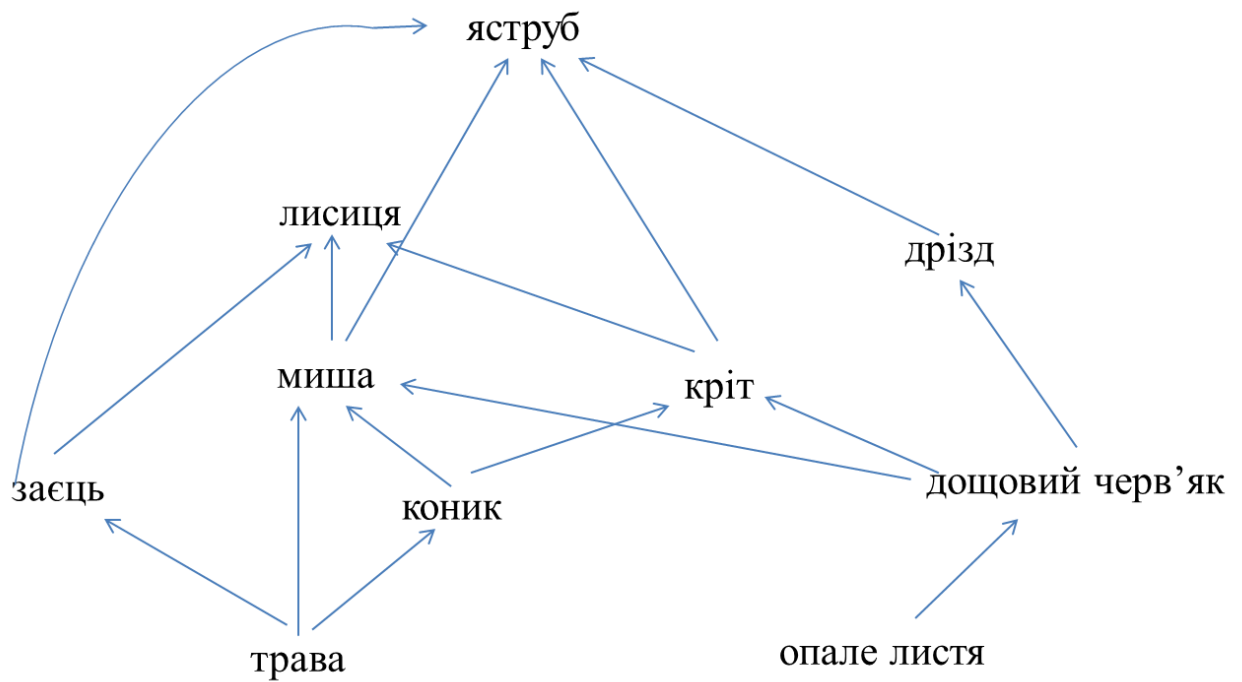 яструб
лисиця
дрізд
миша
кріт
заєць
коник
дощовий черв’як
трава
опале листя